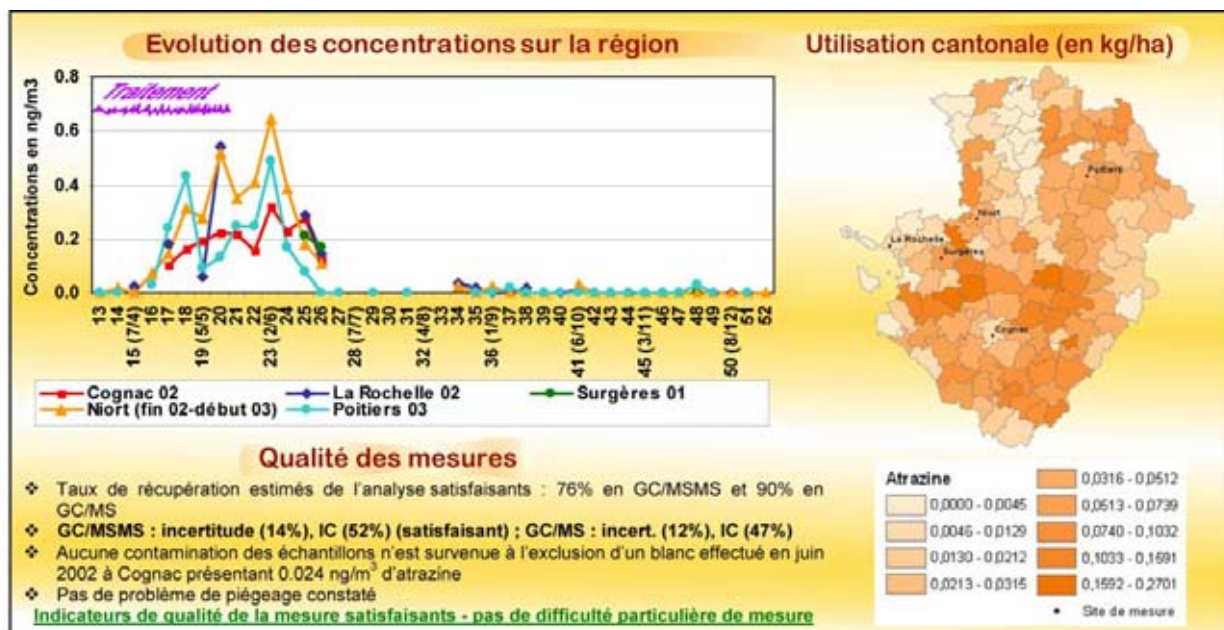 Evolution des concentrations sur la région
Utilisation cantonale (en kg/ha)
Concentrations en ng/m3
0.8
0.6
0.4
0.2
0.0
Traitement
13
14
15 (7/4)
16
17
18
19 (5/5)
20
21
22
23 (2/6)
24
25
26
27
28 (7/7)
29
30
31
32 (4/8)
33
34
35
36 (1/9)
37
38
39
40
41 (6/10)
42
43
44
45 (3/11)
46
47
48
49
50 (8/12)
51
52
Cognac 02
La Rochelle 02
Surgères 01
Niort (fin 02-début 03)
Poitiers 03
Poitiers
Niort
La Rochelle
Surgères
Cognac
Qualité des mesures
❖ Taux de récupération estimés de l'analyse satisfaisants : 76% en GC/MSMS et 90% en
GC/MS
❖ GC/MSMS : incertitude (14%), IC (52%) (satisfaisant) ; GC/MS : incert. (12%), IC (47%)
❖ Aucune contamination des échantillons n'est survenue à l'exclusion d'un blanc effectué en juin
2002 à Cognac présentant 0.024 ng/m³ d'atrazine
❖ Pas de problème de piégeage constaté
Indicateurs de qualité de la mesure satisfaisants - pas de difficulté particulière de mesure
Atrazine
0,0000 - 0,0045
0,0046 - 0,0129
0,0130 - 0,0212
0,0213 - 0,0315
0,0316 - 0,0512
0,0513 - 0,0739
0,0740 - 0,1032
0,1033 - 0,1591
0,1592 - 0,2701
Site de mesure